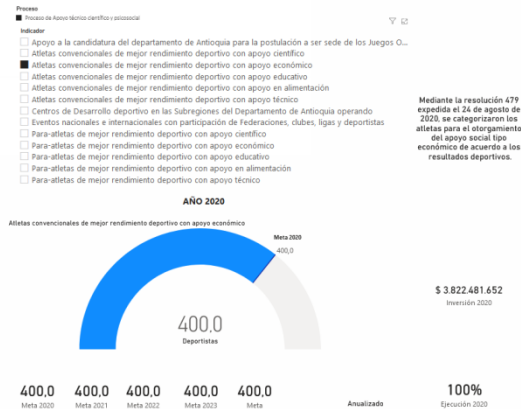 Proceso
Proceso de Apoyo técnico científico y psicosocial
Indicador
Apoyo a la candidatura del departamento de Antioquia para la postulación a ser sede de los Juegos O...
Atletas convencionales de mejor rendimiento deportivo con apoyo científico
Atletas convencionales de mejor rendimiento deportivo con apoyo económico
Atletas convencionales de mejor rendimiento deportivo con apoyo educativo
Atletas convencionales de mejor rendimiento deportivo con apoyo en alimentación
Atletas convencionales de mejor rendimiento deportivo con apoyo técnico
Centros de Desarrollo deportivo en las Subregiones del Departamento de Antioquia operando
Eventos nacionales e internacionales con participación de Federaciones, clubes, ligas y deportistas
Para-atletas de mejor rendimiento deportivo con apoyo científico
Para-atletas de mejor rendimiento deportivo con apoyo económico
Para-atletas de mejor rendimiento deportivo con apoyo educativo
Para-atletas de mejor rendimiento deportivo con apoyo en alimentación
Para-atletas de mejor rendimiento deportivo con apoyo técnico
Mediante la resolución 479
expedida el 24 de agosto de
2020, se categorizaron los
atletas para el otorgamiento
del apoyo social tipo
económico de acuerdo a los
resultados deportivos.
AÑO 2020
Atletas convencionales de mejor rendimiento deportivo con apoyo económico
Meta 2020
400,0
400,0
Deportistas
$ 3.822.481.652
Inversión 2020
400,0 400,0 400,0 400,0 400,0 100%
Meta 2020 Meta 2021 Meta 2022 Meta 2023 Meta Anualizado Ejecución 2020